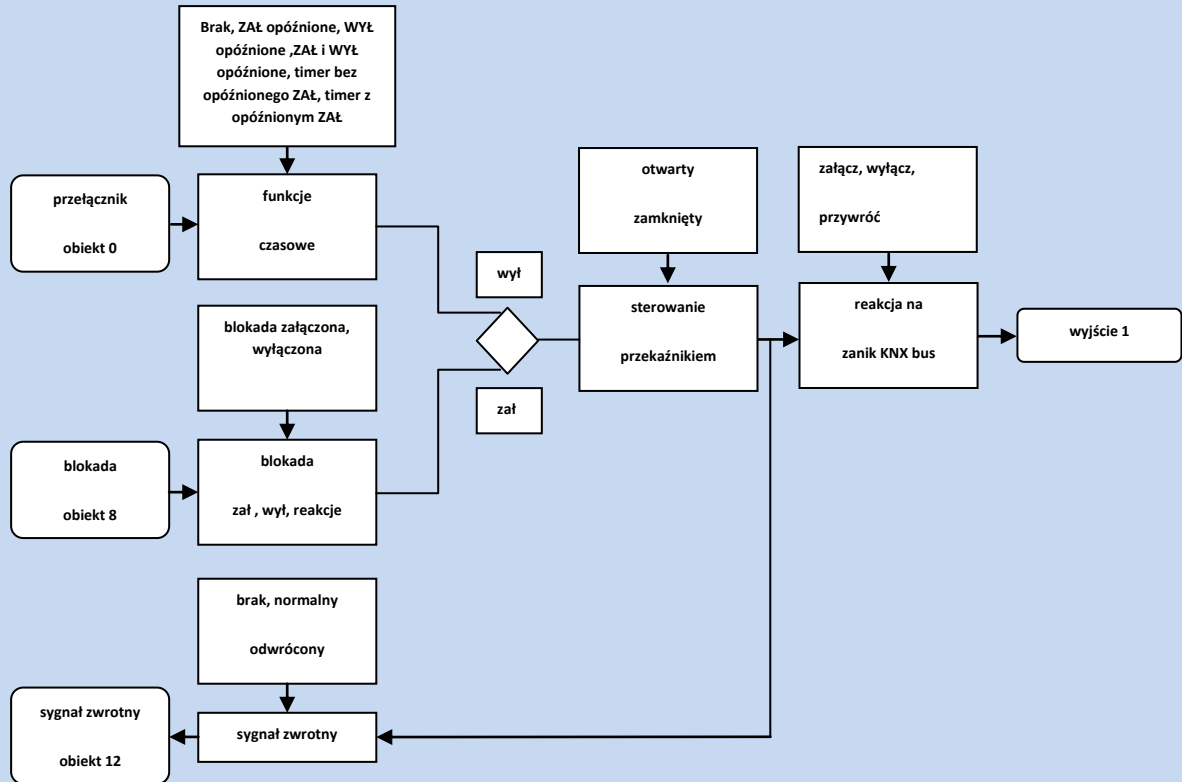 Brak, ZAŁ opóźnione, WYŁ
opóźnione ,ZAŁ i WYŁ
opóźnione, timer bez
opóźnionego ZAŁ, timer z
opóźnionym ZAŁ
przełącznik
obiekt 0
funkcje
czasowe
otwarty
zamknięty
załącz, wyłącz,
przywróć
wył
sterowanie
przekaźnikiem
reakcja na
zanik KNX bus
wyjście 1
blokada załączona,
wyłączona
zał
blokada
obiekt 8
blokada
zał , wył, reakcje
brak, normalny
odwrócony
sygnał zwrotny
obiekt 12
sygnał zwrotny